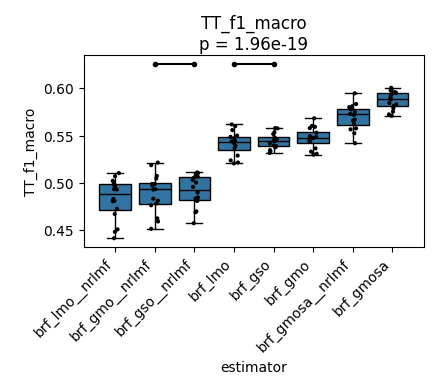 TT_f1_macro
p = 1.96e-19
TT_f1_macro
0.60
0.55
0.50
0.45
brf_lmo__nrlmf
brf_gmo__nrlmf
brf_gso__nrlmf
brf_lmo
brf_gso
brf_gmo
brf_gmosa__nrlmf
brf_gmosa
estimator